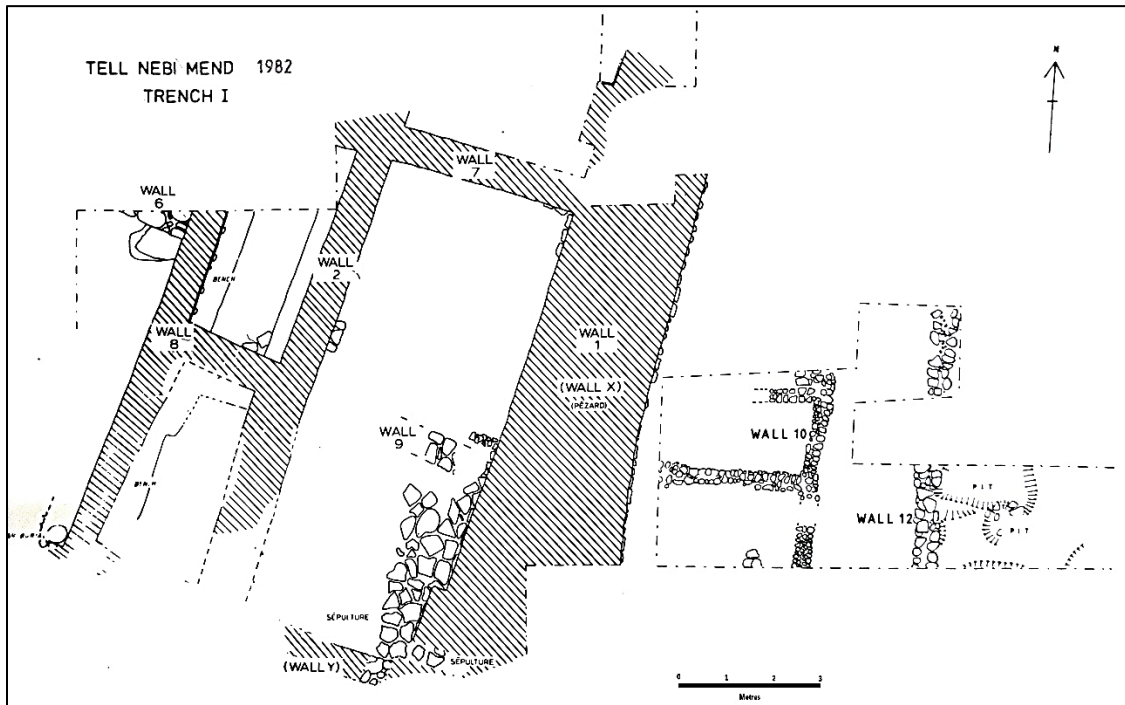 TELL NEBI MEND 1982
TRENCH I
N
WALL
7
WALL
6
BENCH
WALL
2
WALL
8
WALL
1
(WALL X)
(PÉZARD)
WALL
9
WALL 10
BENCH
PIT
WALL 12
PIT
SÉPULTURE
(WALL Y)
SÉPULTURE
0 1 2 3
Metres